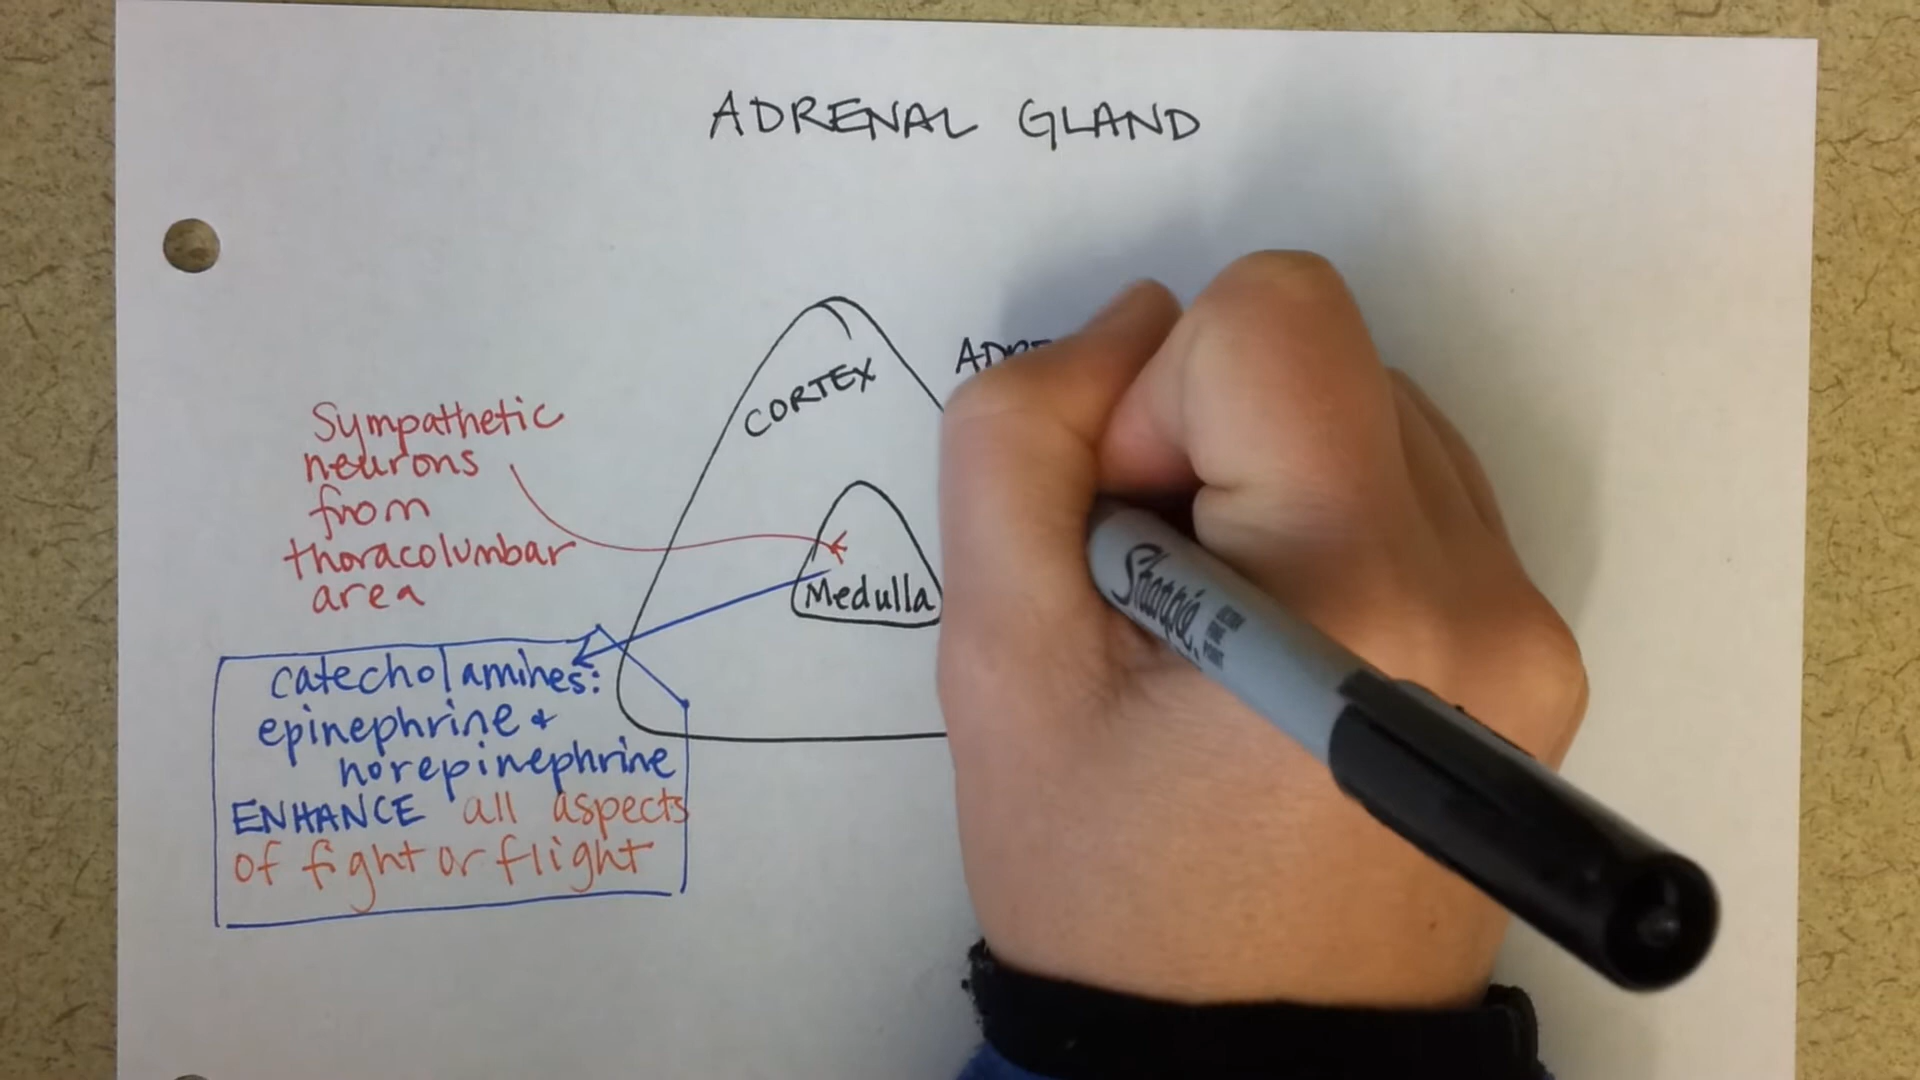 ADRENAL GLAND
CORTEX
Sympathetic
neurons
from
thoracolumbar
area
Medulla
catecholamines:
epinephrine &
norepinephrine
ENHANCE all aspects
of fight or flight
Sharpie